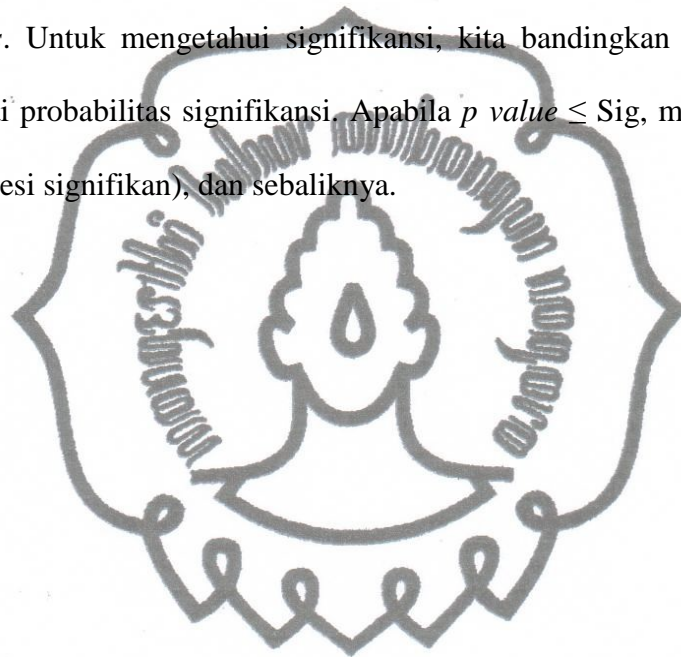 r. Untuk mengetahui signifikansi, kita bandingkan
i probabilitas signifikansi. Apabila p value ≤ Sig, m
esi signifikan), dan sebaliknya.